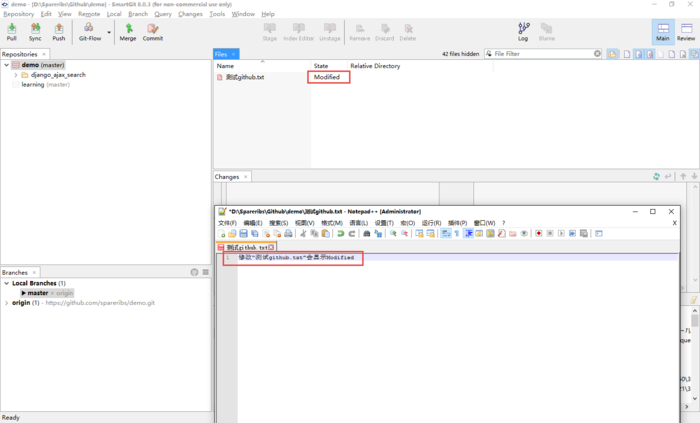 demo - D:\Spareribs\Github\demo - SmartGit 8.0.3 (for non-commercial use only)
Repository Edit View Remote Local Branch Query Changes Tools Window Help
Pull Sync Push Git-Flow Merge Commit Stage Index Editor Unstage Remove Discard Delete Log Blame Main Review
Repositories
demo (master)
django_ajax_search
learning (master)
Files
42 files hidden
File Filter
Name State Relative Directory
测试github.txt Modified
Changes
*D:\Spareribs\Github\demo\测试github.txt - Notepad++ [Administrator]
文件(F) 编辑(E) 搜索(S) 视图(V) 格式(M) 语言(L) 设置(T) 宏(O) 运行(R) 插件(P) 窗口(W) ?
测试github.txt
1 修改"测试github.txt"会显示Modified
Branches
Local Branches (1)
master = origin
origin (1) - https://github.com/spareribs/demo.git
Ready